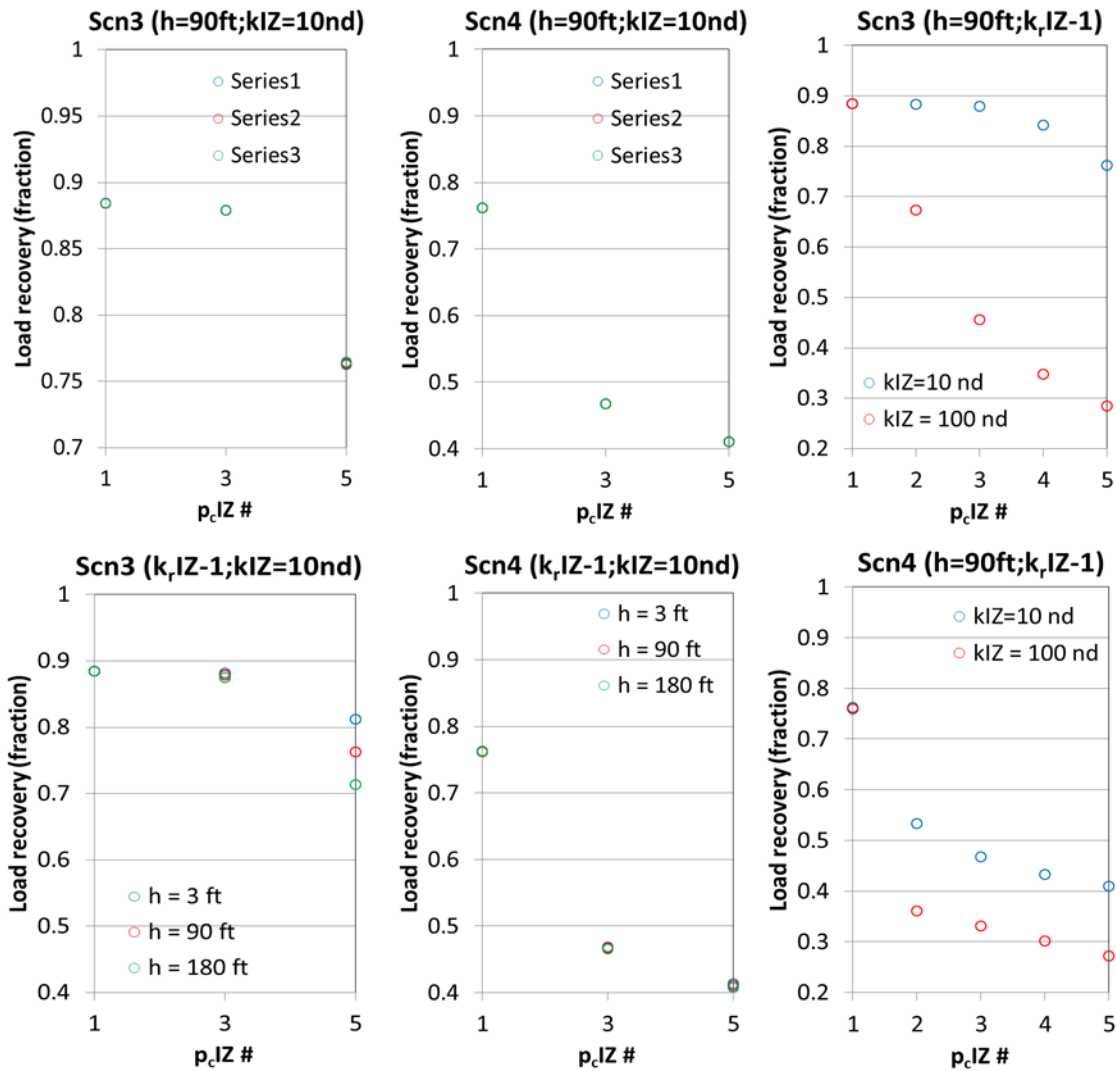 Scn3 (h=90ft;kIZ=10nd)
Load recovery (fraction)
1
0.95
0.9
0.85
0.8
0.75
0.7
Series1
Series2
Series3
1 3 5
pcIZ #
Scn4 (h=90ft;kIZ=10nd)
Load recovery (fraction)
1
0.9
0.8
0.7
0.6
0.5
0.4
Series1
Series2
Series3
1 3 5
pcIZ #
Scn3 (h=90ft;krIZ-1)
Load recovery (fraction)
1
0.9
0.8
0.7
0.6
0.5
0.4
0.3
0.2
kIZ=10 nd
kIZ = 100 nd
1 2 3 4 5
pcIZ #
Scn3 (krIZ-1;kIZ=10nd)
Load recovery (fraction)
1
0.9
0.8
0.7
0.6
0.5
0.4
h = 3 ft
h = 90 ft
h = 180 ft
1 3 5
pcIZ #
Scn4 (krIZ-1;kIZ=10nd)
Load recovery (fraction)
1
0.9
0.8
0.7
0.6
0.5
0.4
h = 3 ft
h = 90 ft
h = 180 ft
1 3 5
pcIZ #
Scn4 (h=90ft;krIZ-1)
Load recovery (fraction)
1
0.9
0.8
0.7
0.6
0.5
0.4
0.3
0.2
kIZ=10 nd
kIZ = 100 nd
1 2 3 4 5
pcIZ #